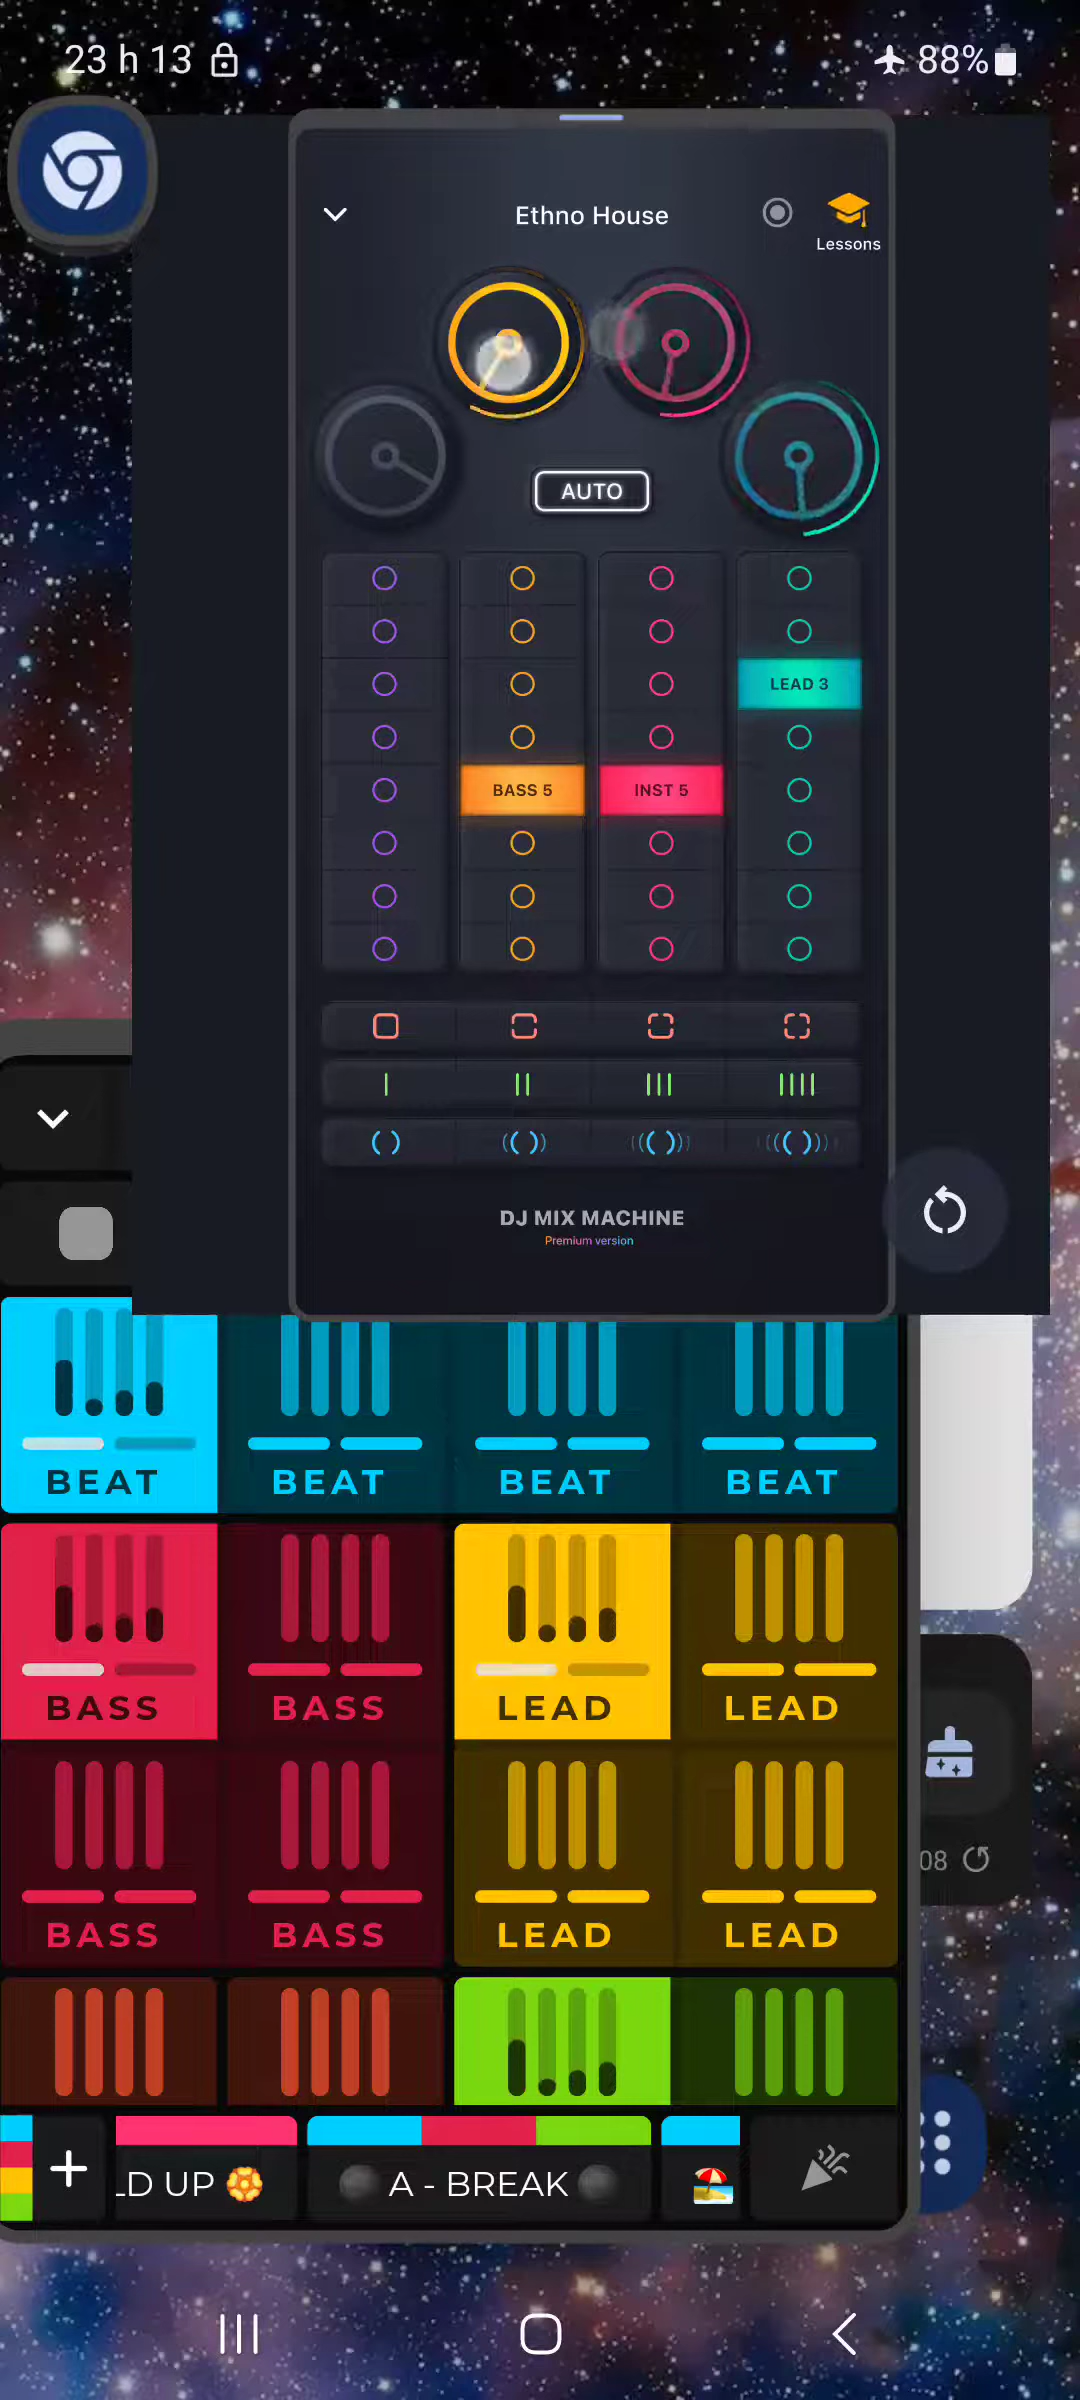 23 h 13
88%
Ethno House
Lessons
AUTO
LEAD 3
BASS 5
INST 5
DJ MIX MACHINE
Premium version
BEAT
BEAT
BEAT
BEAT
BASS
BASS
LEAD
LEAD
BASS
BASS
LEAD
LEAD
08
LD UP
A - BREAK